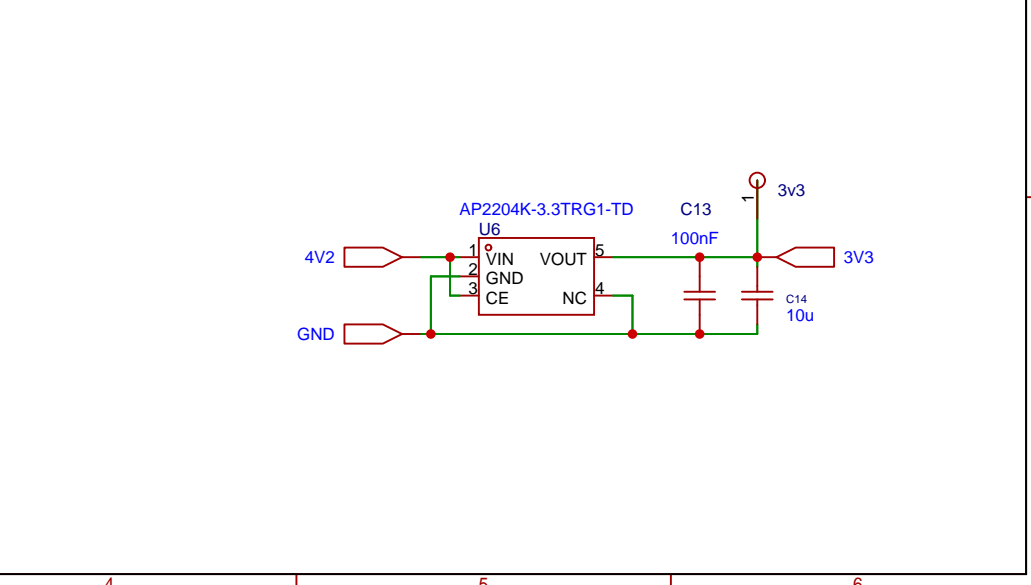 1
3v3
AP2204K-3.3TRG1-TD
C13
U6
100nF
4V2
1
VIN
VOUT
5
3V3
2
GND
3
CE
NC
4
C14
10u
GND
4
5
6